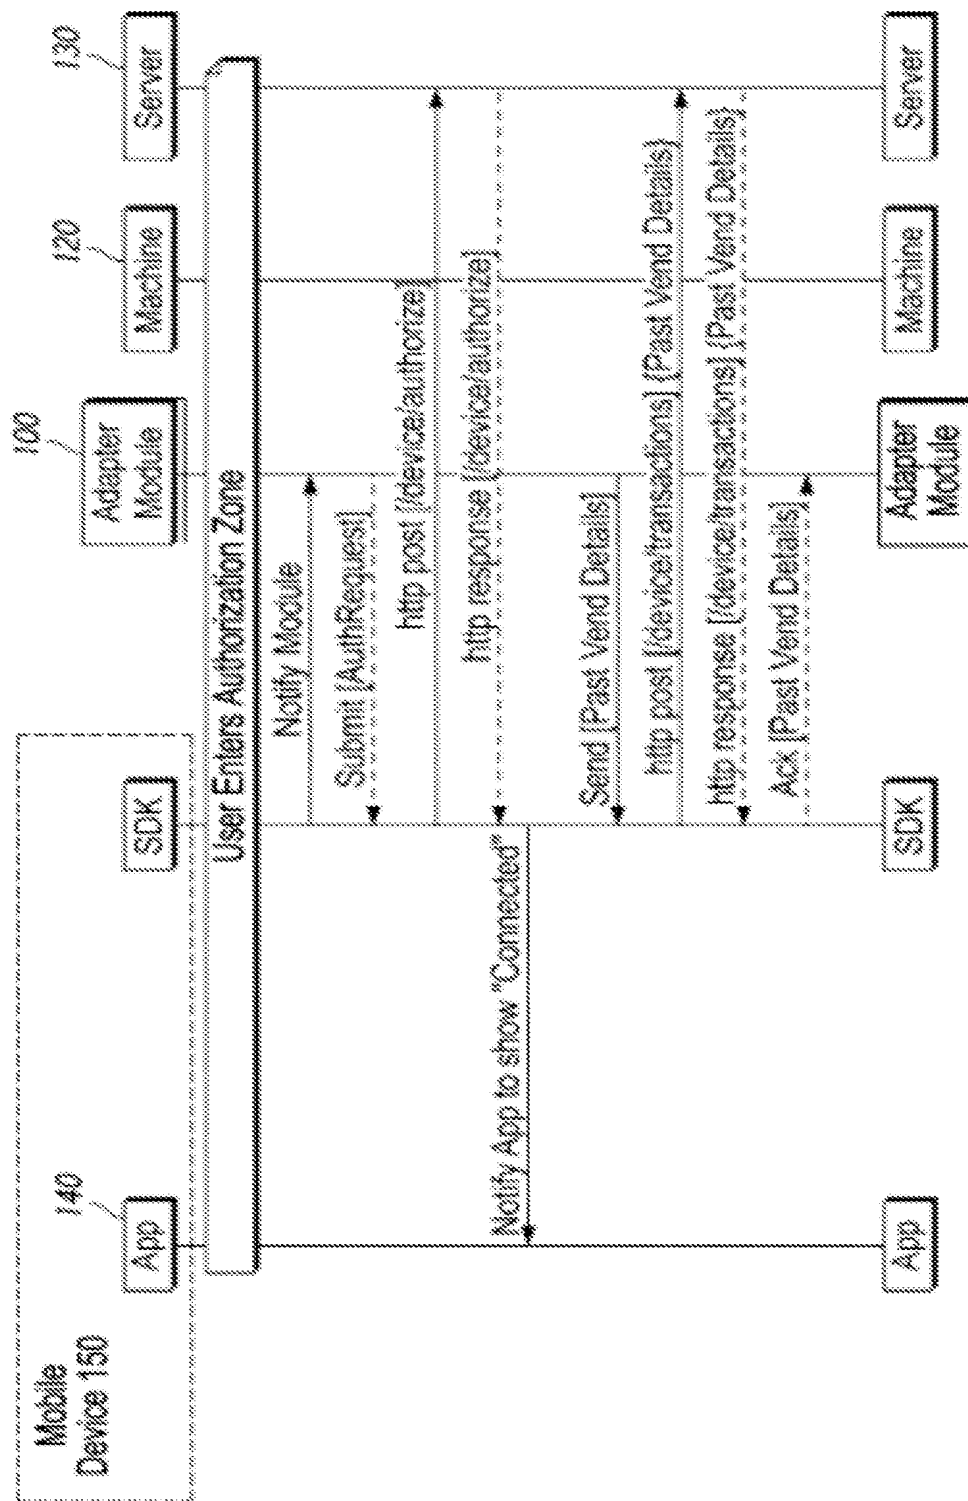 Mobile
Device 150
140
100
120
130
App
SDK
Adapter
Module
Machine
Server
User Enters Authorization Zone
Notify Module
Submit [AuthRequest]
http post [/device/authorize]
http response [/device/authorize]
Notify App to show "Connected"
Send [Past Vend Details]
http post [/device/transactions] {Past Vend Details}
http response [/device/transactions] {Past Vend Details}
Ack [Past Vend Details]
App
SDK
Adapter
Module
Machine
Server